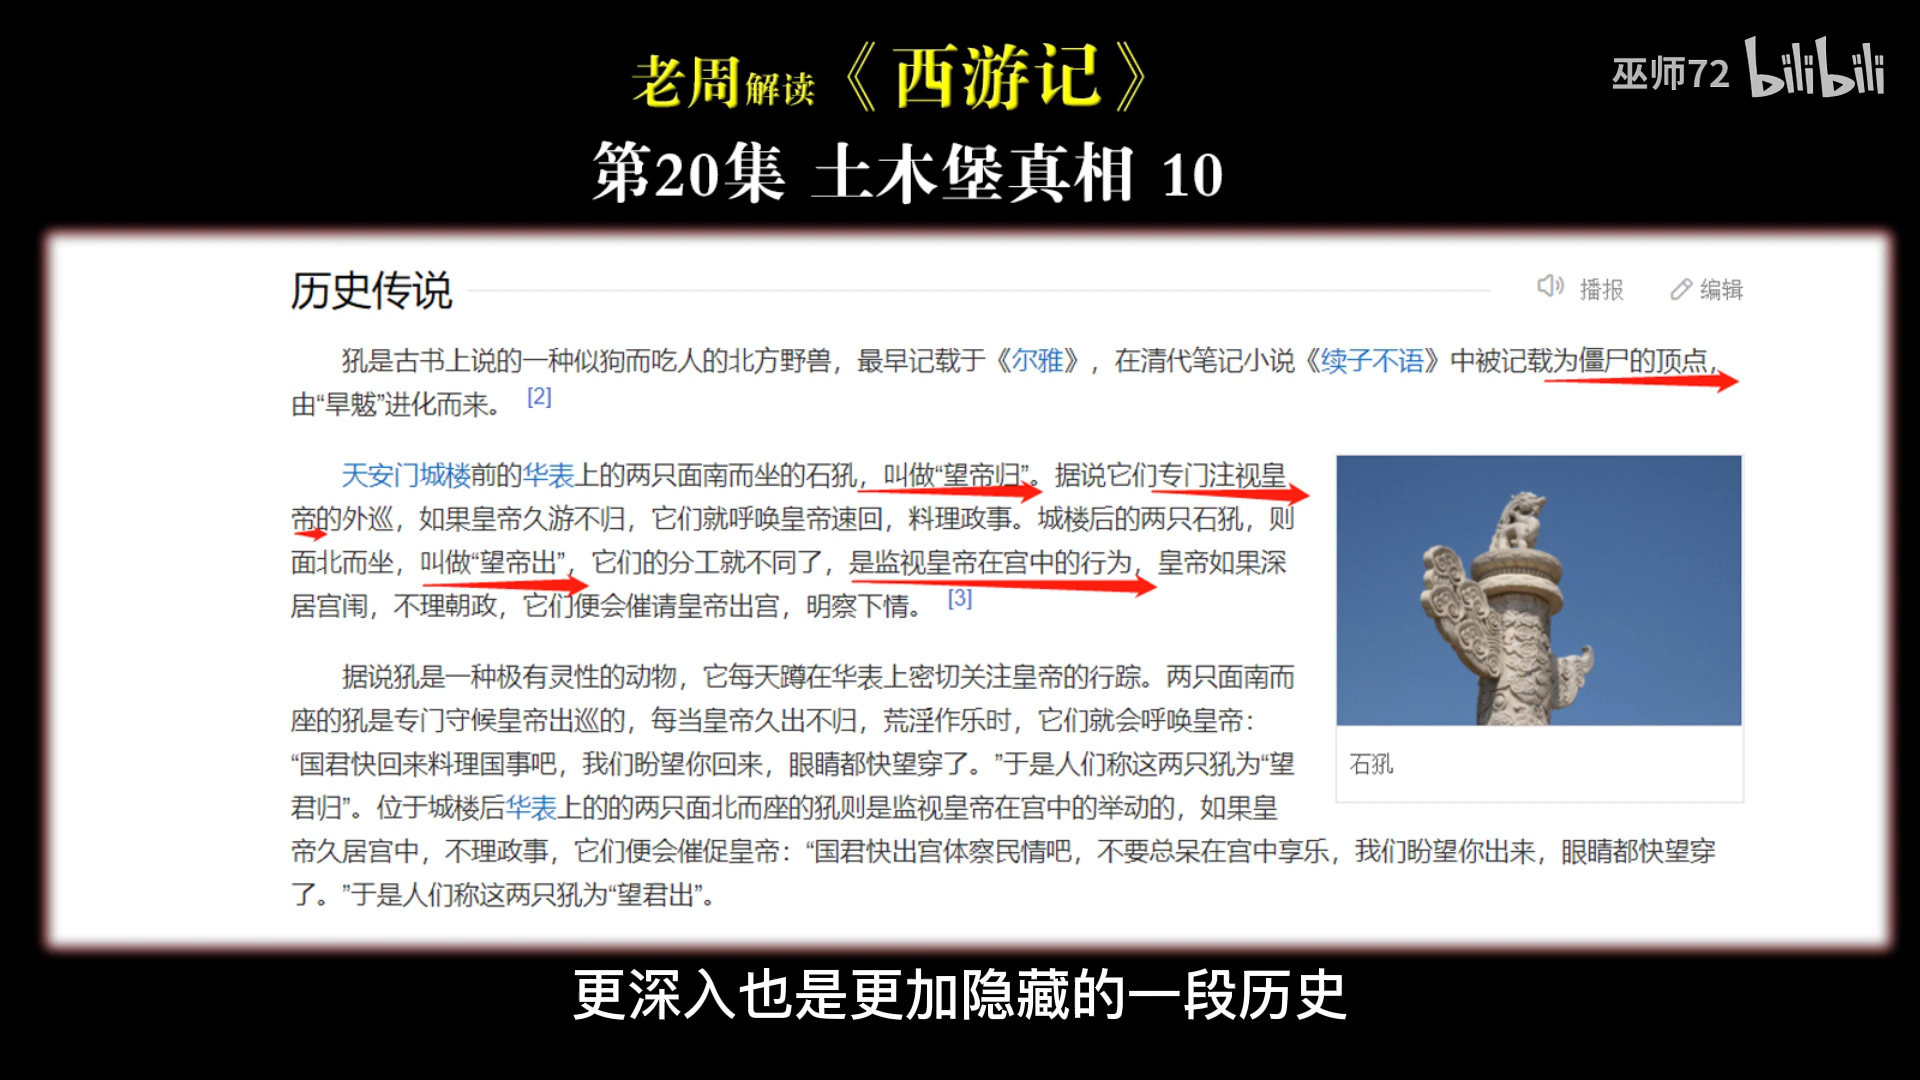 老周解读《西游记》
巫师72 bilibili
第20集 土木堡真相 10
历史传说
播报 编辑
犼是古书上说的一种似狗而吃人的北方野兽，最早记载于《尔雅》，在清代笔记小说《续子不语》中被记载为僵尸的顶点，
由“旱魃”进化而来。 [2]
天安门城楼前的华表上的两只面南而坐的石犼，叫做“望帝归”。据说它们专门注视皇
帝的外巡，如果皇帝久游不归，它们就呼唤皇帝速回，料理政事。城楼后的两只石犼，则
面北而坐，叫做“望帝出”，它们的分工就不同了，是监视皇帝在宫中的行为，皇帝如果深
居宫闱，不理朝政，它们便会催请皇帝出宫，明察下情。 [3]
据说犼是一种极有灵性的动物，它每天蹲在华表上密切关注皇帝的行踪。两只面南而
座的犼是专门守候皇帝出巡的，每当皇帝久出不归，荒淫作乐时，它们就会呼唤皇帝：
“国君快回来料理国事吧，我们盼望你回来，眼睛都快望穿了。”于是人们称这两只犼为“望
君归”。位于城楼后华表上的的两只面北而座的犼则是监视皇帝在宫中的举动的，如果皇
帝久居宫中，不理政事，它们便会催促皇帝：“国君快出宫体察民情吧，不要总呆在宫中享乐，我们盼望你出来，眼睛都快望穿
了。”于是人们称这两只犼为“望君出”。
石犼
更深入也是更加隐藏的一段历史